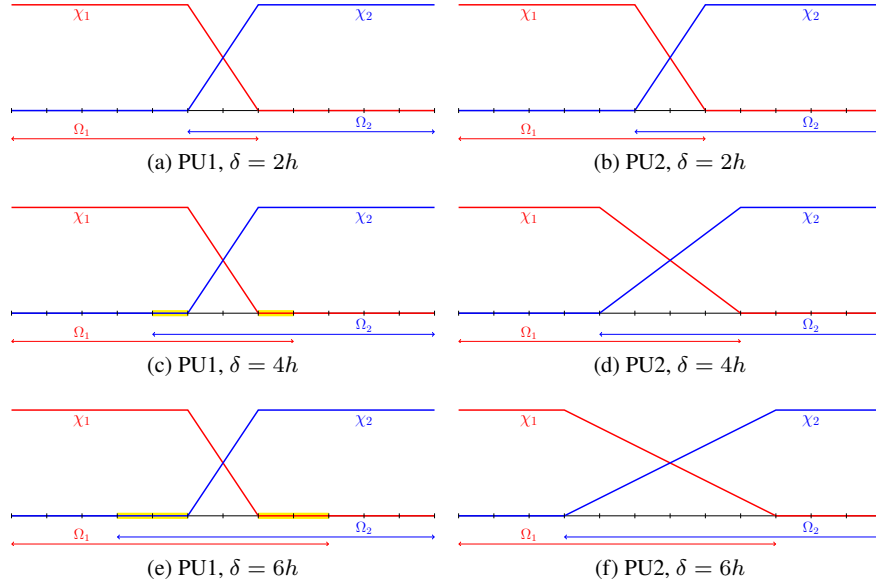 χ₁ χ₂ χ₁ χ₂
Ω₁ Ω₂ Ω₁ Ω₂
(a) PU1, δ = 2h (b) PU2, δ = 2h
χ₁ χ₂ χ₁ χ₂
Ω₁ Ω₂ Ω₁ Ω₂
(c) PU1, δ = 4h (d) PU2, δ = 4h
χ₁ χ₂ χ₁ χ₂
Ω₁ Ω₂ Ω₁ Ω₂
(e) PU1, δ = 6h (f) PU2, δ = 6h